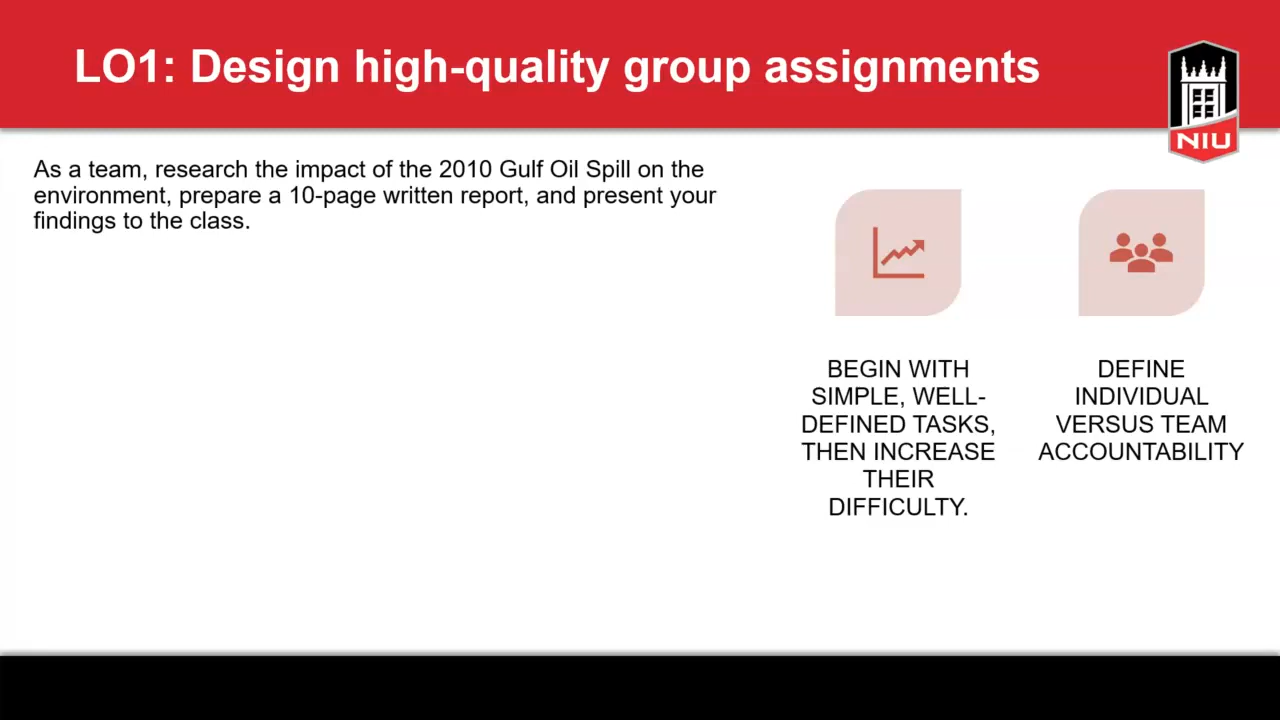 LO1: Design high-quality group assignments
NIU
As a team, research the impact of the 2010 Gulf Oil Spill on the
environment, prepare a 10-page written report, and present your
findings to the class.
BEGIN WITH
SIMPLE, WELL-
DEFINED TASKS,
THEN INCREASE
THEIR
DIFFICULTY.
DEFINE
INDIVIDUAL
VERSUS TEAM
ACCOUNTABILITY